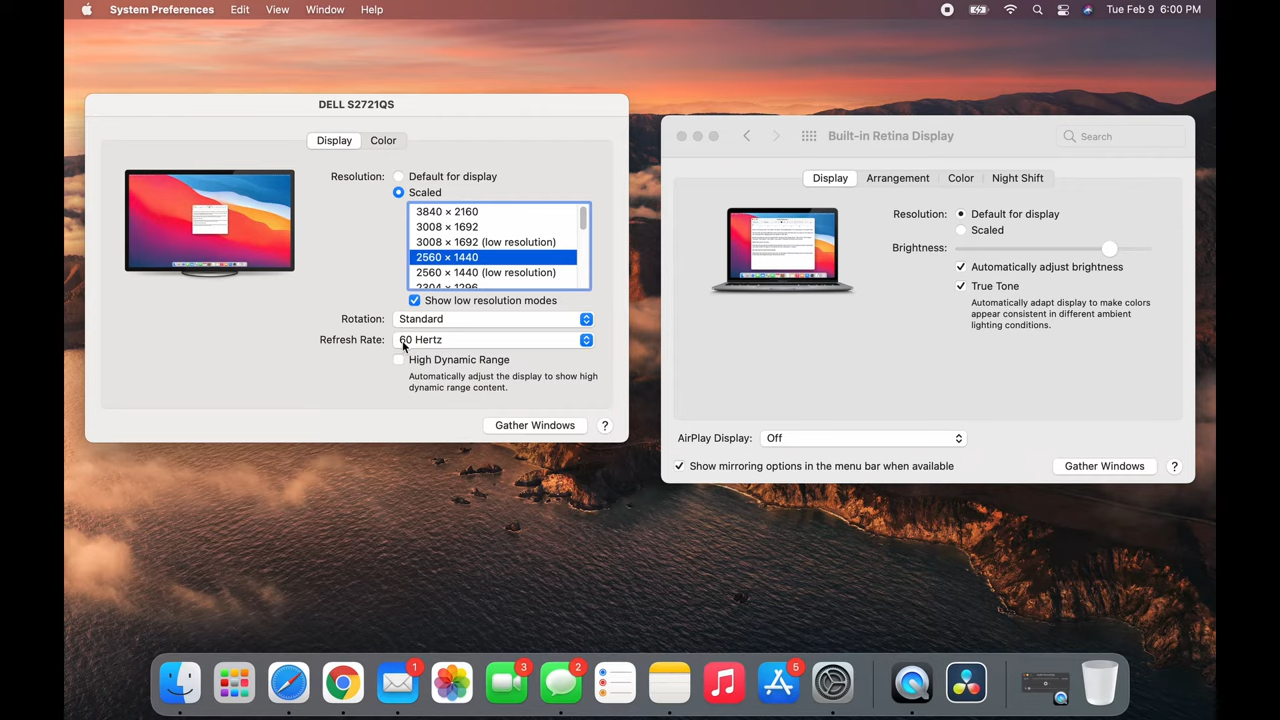 System Preferences Edit View Window Help
Tue Feb 9 6:00 PM
DELL S2721QS
Display Color
Resolution: Default for display
Scaled
3840 × 2160
3008 × 1692
3008 × 1692 (low resolution)
2560 × 1440
2560 × 1440 (low resolution)
2304 × 1296
Show low resolution modes
Rotation: Standard
Refresh Rate: 60 Hertz
High Dynamic Range
Automatically adjust the display to show high
dynamic range content.
Gather Windows ?
Built-in Retina Display
Search
Display Arrangement Color Night Shift
Resolution: Default for display
Scaled
Brightness:
Automatically adjust brightness
True Tone
Automatically adapt display to make colors
appear consistent in different ambient
lighting conditions.
AirPlay Display: Off
Show mirroring options in the menu bar when available
Gather Windows ?
1
3
2
5